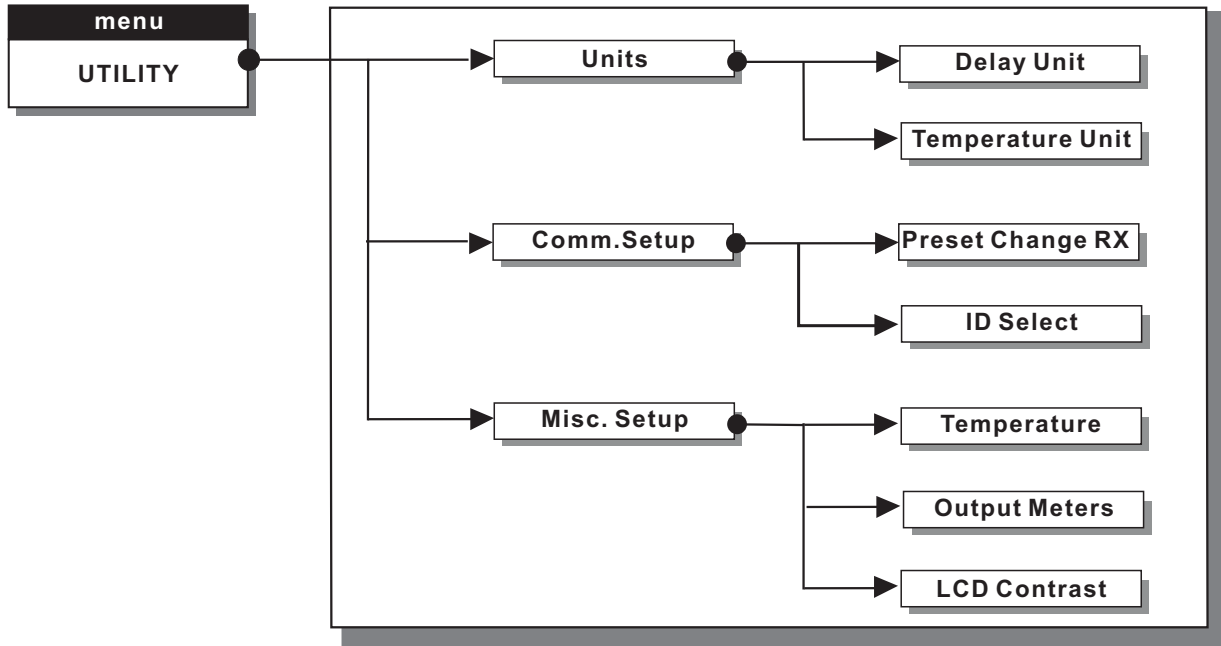 menu
UTILITY
Units
Delay Unit
Temperature Unit
Comm.Setup
Preset Change RX
ID Select
Misc. Setup
Temperature
Output Meters
LCD Contrast